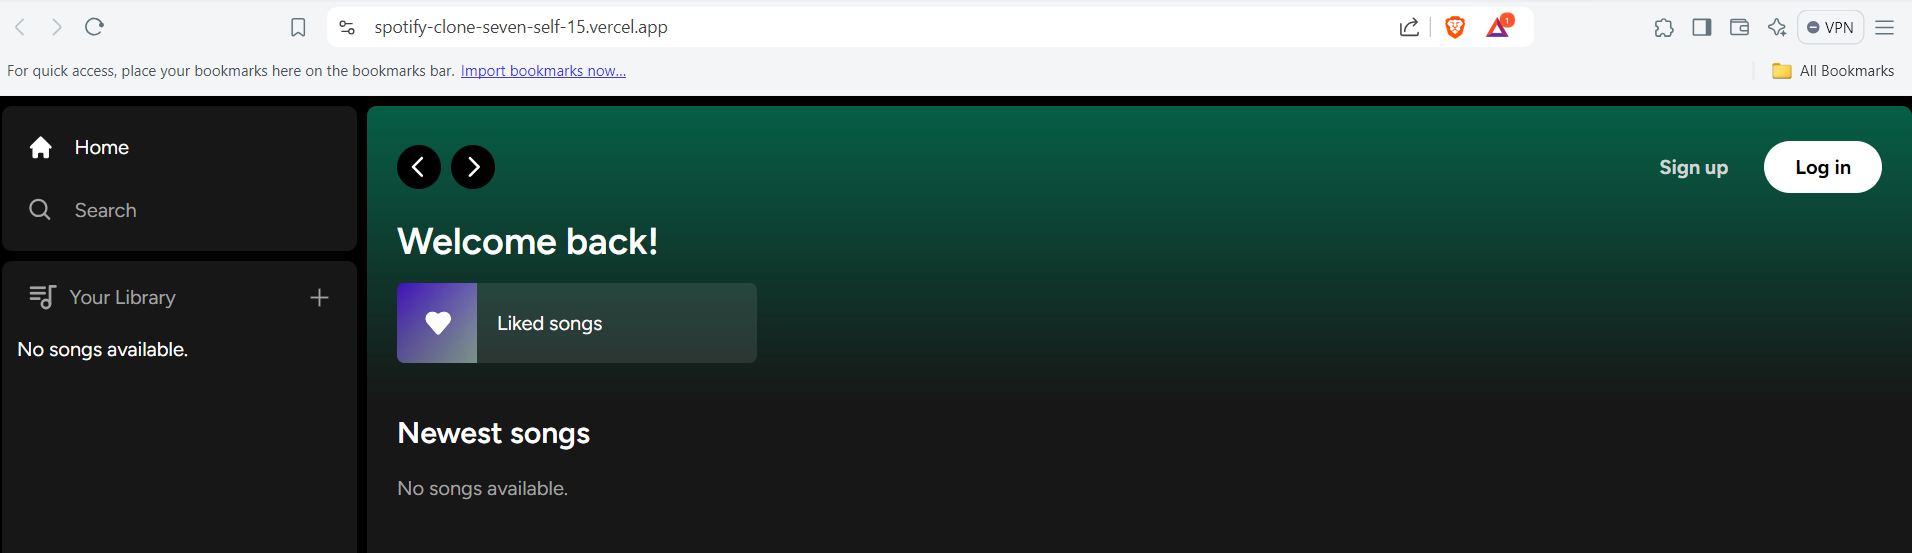 spotify-clone-seven-self-15.vercel.app
1
VPN
For quick access, place your bookmarks here on the bookmarks bar. Import bookmarks now...
All Bookmarks
Home
Search
Your Library
No songs available.
Sign up
Log in
Welcome back!
Liked songs
Newest songs
No songs available.